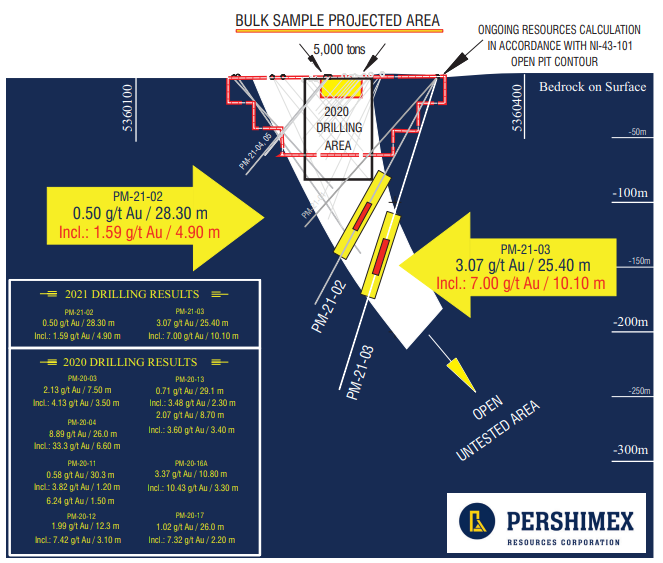 BULK SAMPLE PROJECTED AREA
5,000 tons
ONGOING RESOURCES CALCULATION
IN ACCORDANCE WITH NI-43-101
OPEN PIT CONTOUR
5360100
5360400
Bedrock on Surface
2020
DRILLING
AREA
PM-21-04, 05
PM-
-50m
-100m
-150m
-200m
-250m
-300m
PM-21-02
0.50 g/t Au / 28.30 m
Incl.: 1.59 g/t Au / 4.90 m
PM-21-03
3.07 g/t Au / 25.40 m
Incl.: 7.00 g/t Au / 10.10 m
PM-21-02
PM-21-03
OPEN
UNTESTED AREA
2021 DRILLING RESULTS
PM-21-02
0.50 g/t Au / 28.30 m
Incl.: 1.59 g/t Au / 4.90 m
PM-21-03
3.07 g/t Au / 25.40 m
Incl.: 7.00 g/t Au / 10.10 m
2020 DRILLING RESULTS
PM-20-03
2.13 g/t Au / 7.50 m
Incl.: 4.13 g/t Au / 3.50 m
PM-20-04
8.89 g/t Au / 26.0 m
Incl.: 33.3 g/t Au / 6.60 m
PM-20-11
0.58 g/t Au / 30.3 m
Incl.: 3.82 g/t Au / 1.20 m
6.24 g/t Au / 1.50 m
PM-20-12
1.99 g/t Au / 12.3 m
Incl.: 7.42 g/t Au / 3.10 m
PM-20-13
0.71 g/t Au / 29.1 m
Incl.: 3.48 g/t Au / 2.30 m
2.07 g/t Au / 8.70 m
Incl.: 3.60 g/t Au / 3.40 m
PM-20-16A
3.37 g/t Au / 10.80 m
Incl.: 10.43 g/t Au / 3.30 m
PM-20-17
1.02 g/t Au / 26.0 m
Incl.: 7.32 g/t Au / 2.20 m
PERSHIMEX
RESOURCES CORPORATION